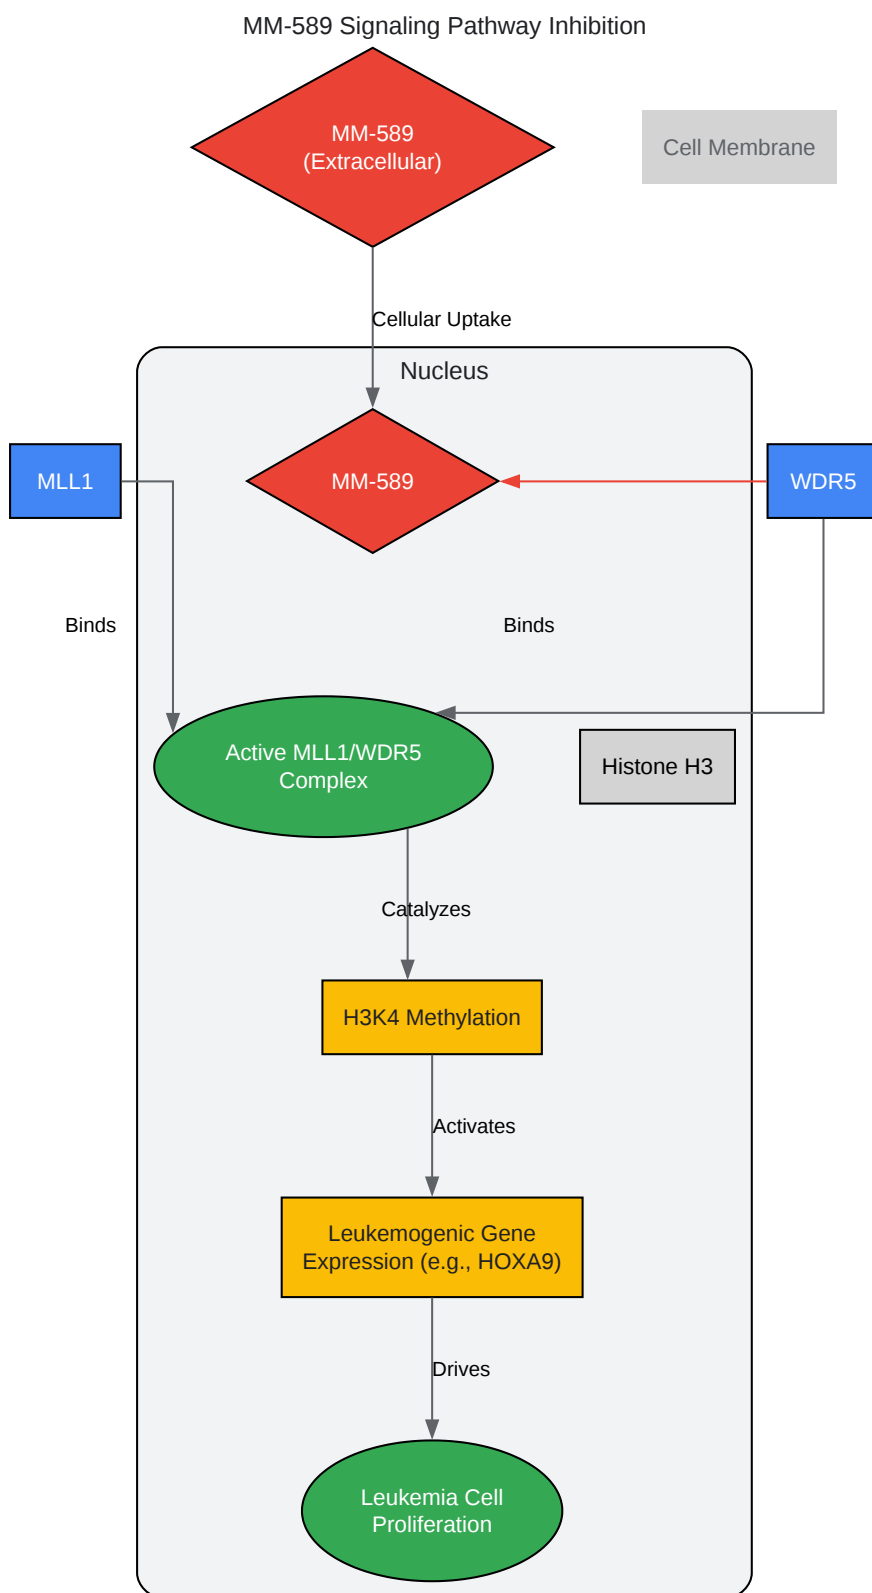 MM-589 Signaling Pathway Inhibition
MM-589
(Extracellular)
Cell Membrane
Cellular Uptake
Nucleus
MLL1
MM-589
WDR5
Binds
Binds
Active MLL1/WDR5
Complex
Histone H3
Catalyzes
H3K4 Methylation
Activates
Leukemogenic Gene
Expression (e.g., HOXA9)
Drives
Leukemia Cell
Proliferation